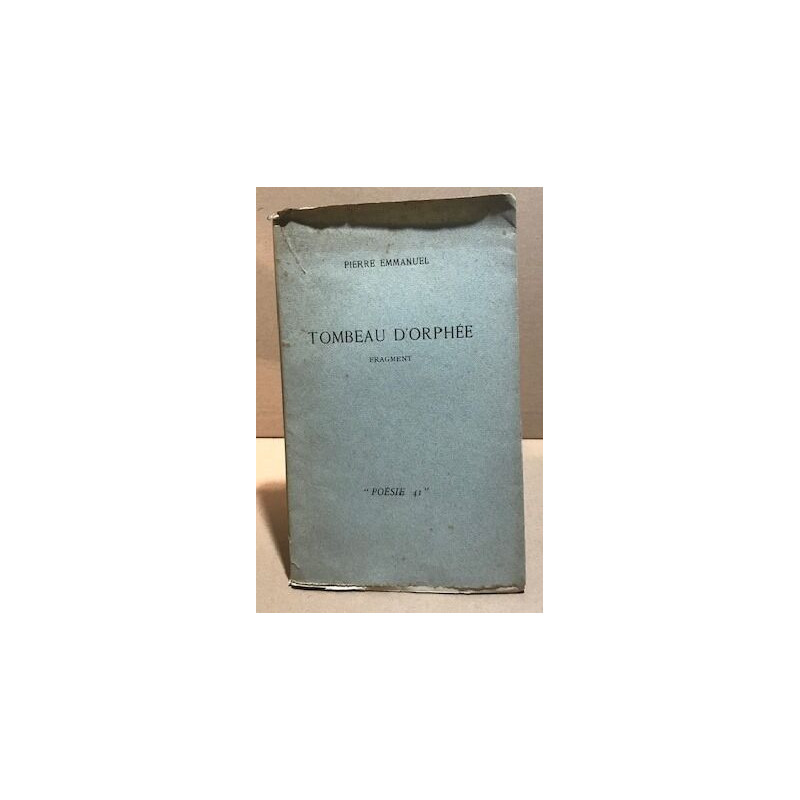 PIERRE EMMANUEL
TOMBEAU D'ORPHÉE
FRAGMENT
"POÉSIE 41"